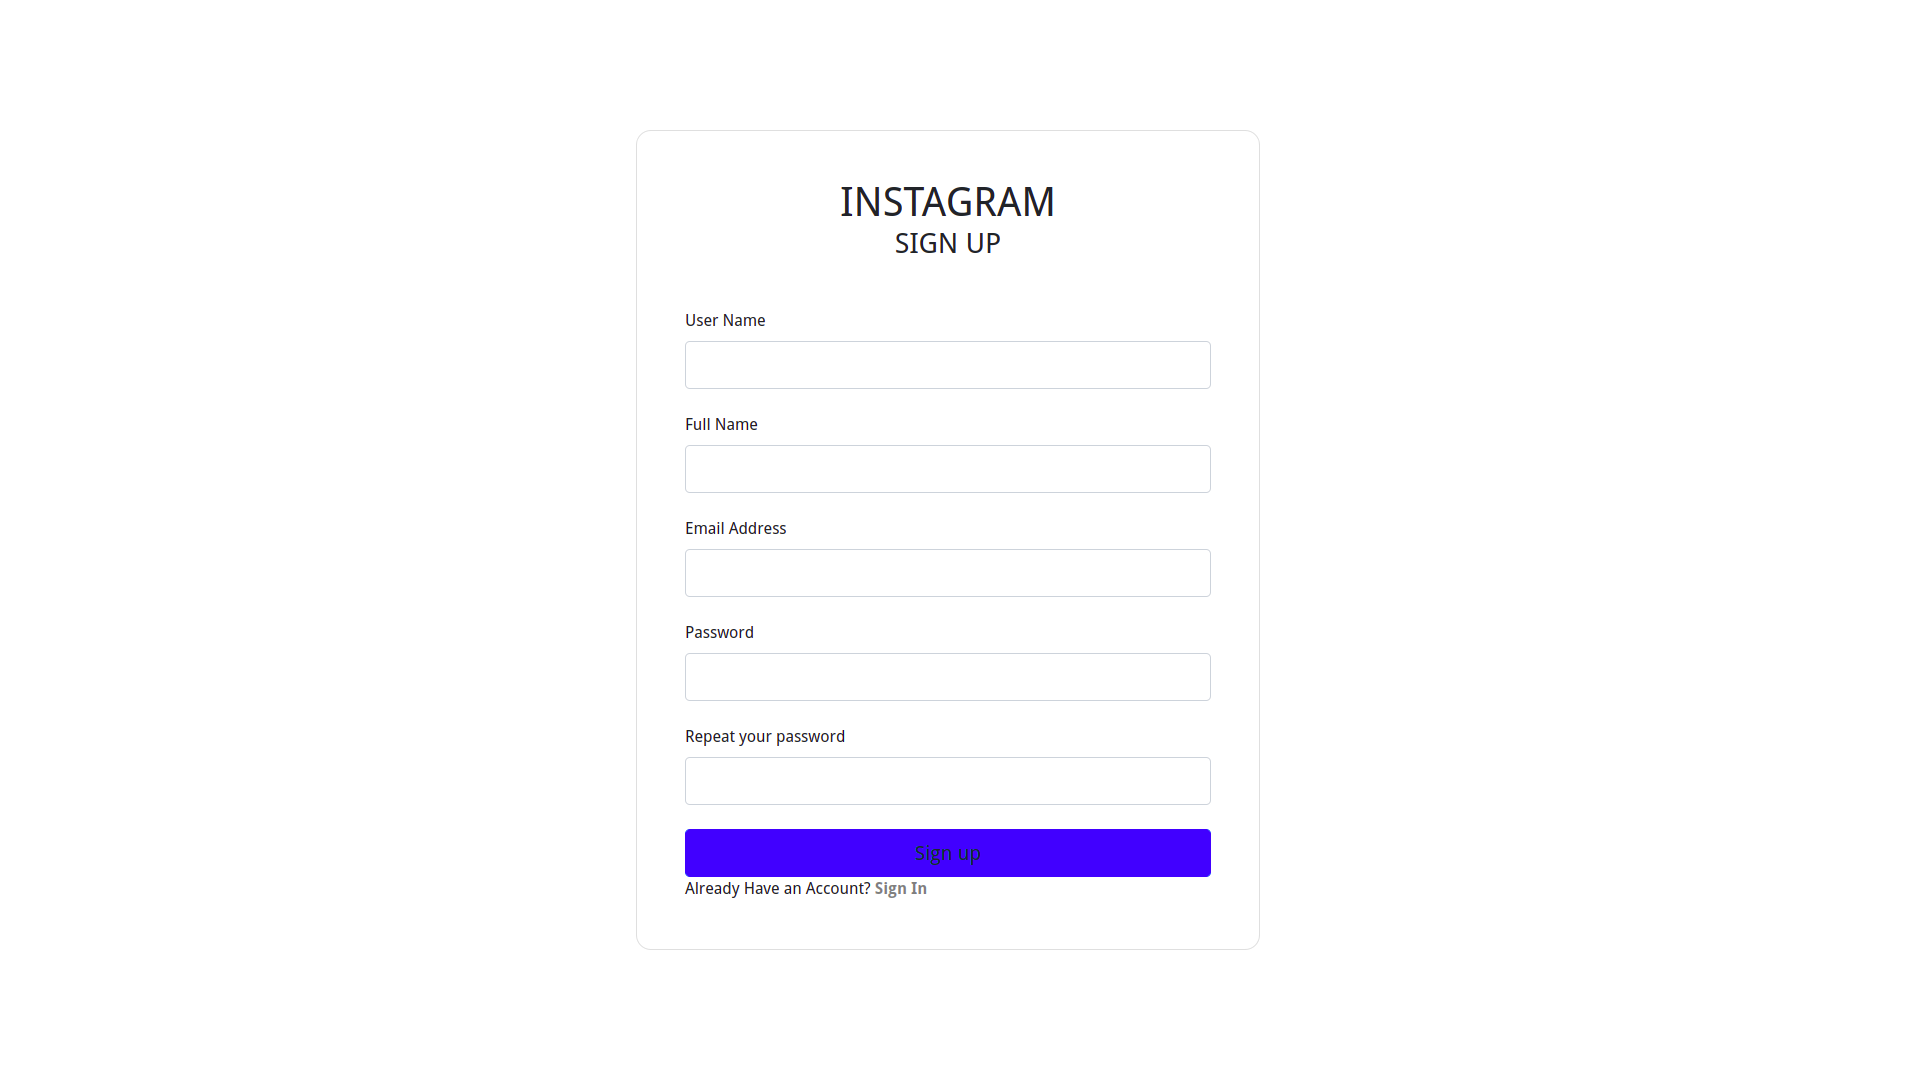 INSTAGRAM
SIGN UP
User Name
Full Name
Email Address
Password
Repeat your password
Sign up
Already Have an Account? Sign In